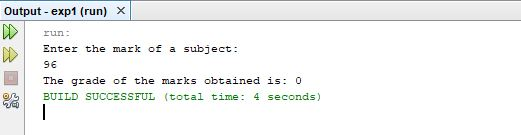 Output - exp1 (run)
run:
Enter the mark of a subject:
96
The grade of the marks obtained is: O
BUILD SUCCESSFUL (total time: 4 seconds)